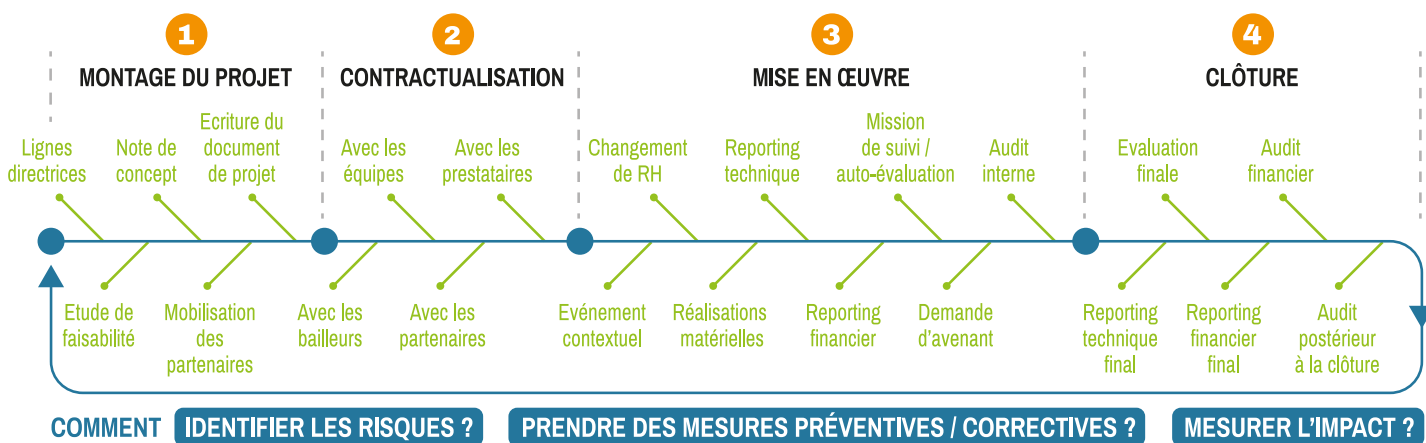 1
MONTAGE DU PROJET
2
CONTRACTUALISATION
3
MISE EN ŒUVRE
4
CLÔTURE
Lignes
directrices
Note de
concept
Ecriture du
document
de projet
Avec les
équipes
Avec les
prestataires
Changement
de RH
Reporting
technique
Mission
de suivi /
auto-évaluation
Audit
interne
Evaluation
finale
Audit
financier
Etude de
faisabilité
Mobilisation
des
partenaires
Avec les
bailleurs
Avec les
partenaires
Evénement
contextuel
Réalisations
matérielles
Reporting
financier
Demande
d'avenant
Reporting
technique
final
Reporting
financier
final
Audit
postérieur
à la clôture
COMMENT IDENTIFIER LES RISQUES ? PRENDRE DES MESURES PRÉVENTIVES / CORRECTIVES ? MESURER L'IMPACT ?